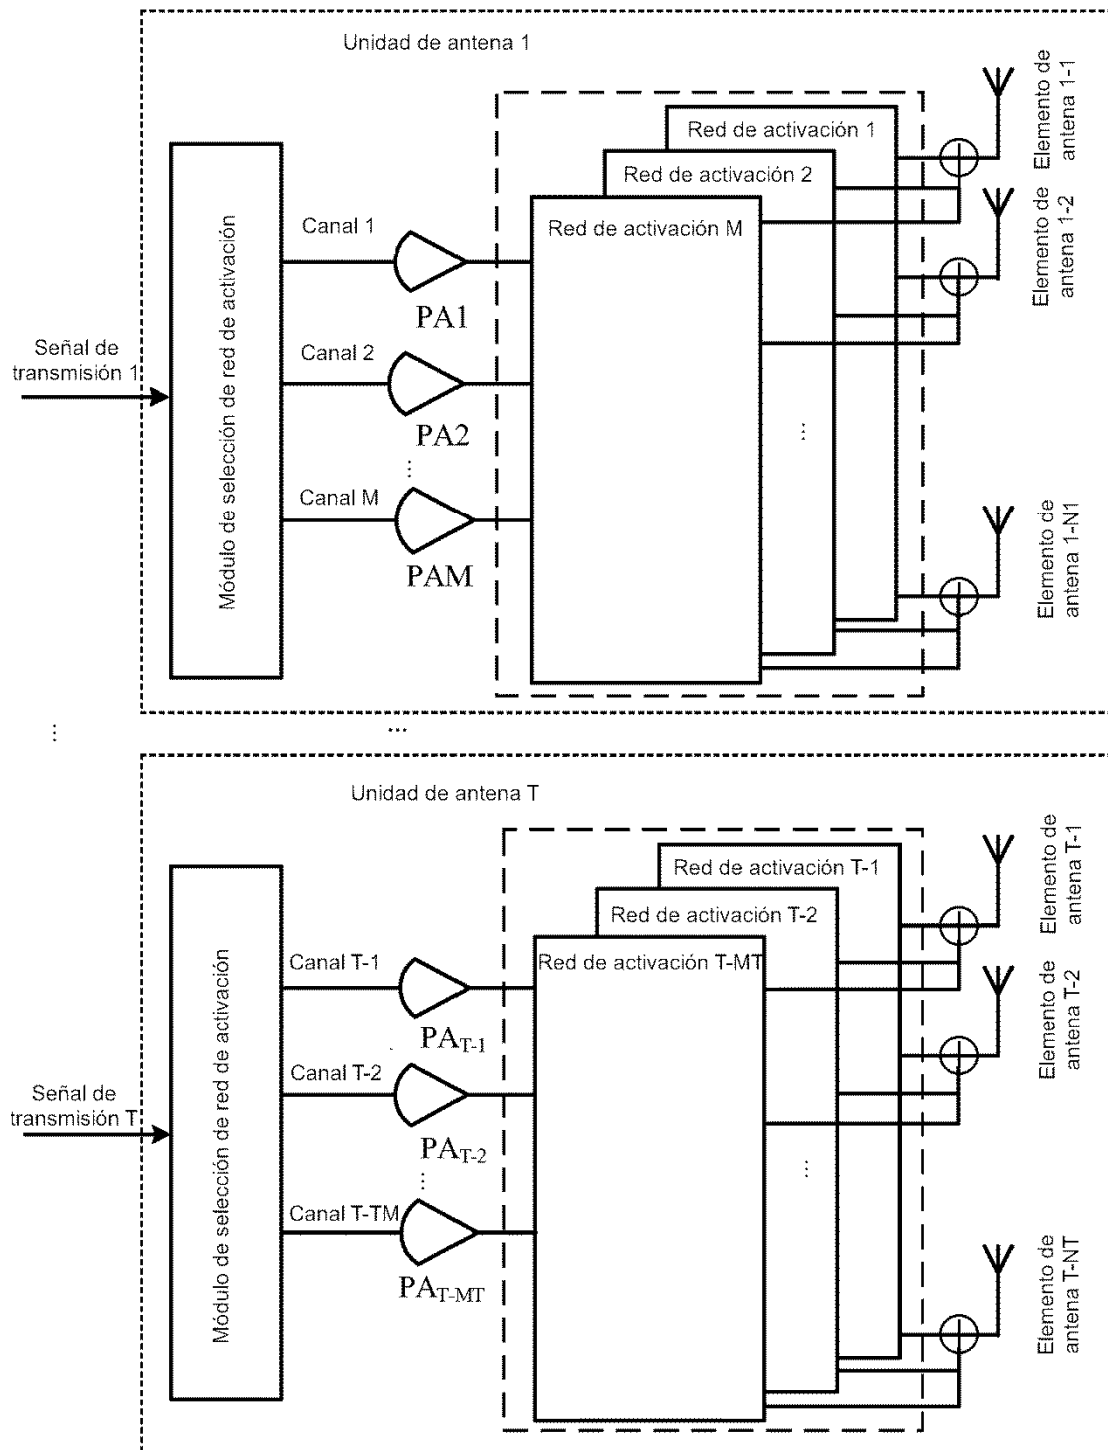 Unidad de antena 1
Señal de
transmisión 1
Módulo de selección de red de activación
Canal 1
PA1
Canal 2
PA2
...
Canal M
PAM
Red de activación 1
Red de activación 2
Red de activación M
...
Elemento de
antena 1-1
Elemento de
antena 1-2
Elemento de
antena 1-N1
...
...
Unidad de antena T
Señal de
transmisión T
Módulo de selección de red de activación
Canal T-1
PAT-1
Canal T-2
PAT-2
...
Canal T-TM
PAT-MT
Red de activación T-1
Red de activación T-2
Red de activación T-MT
...
Elemento de
antena T-1
Elemento de
antena T-2
Elemento de
antena T-NT